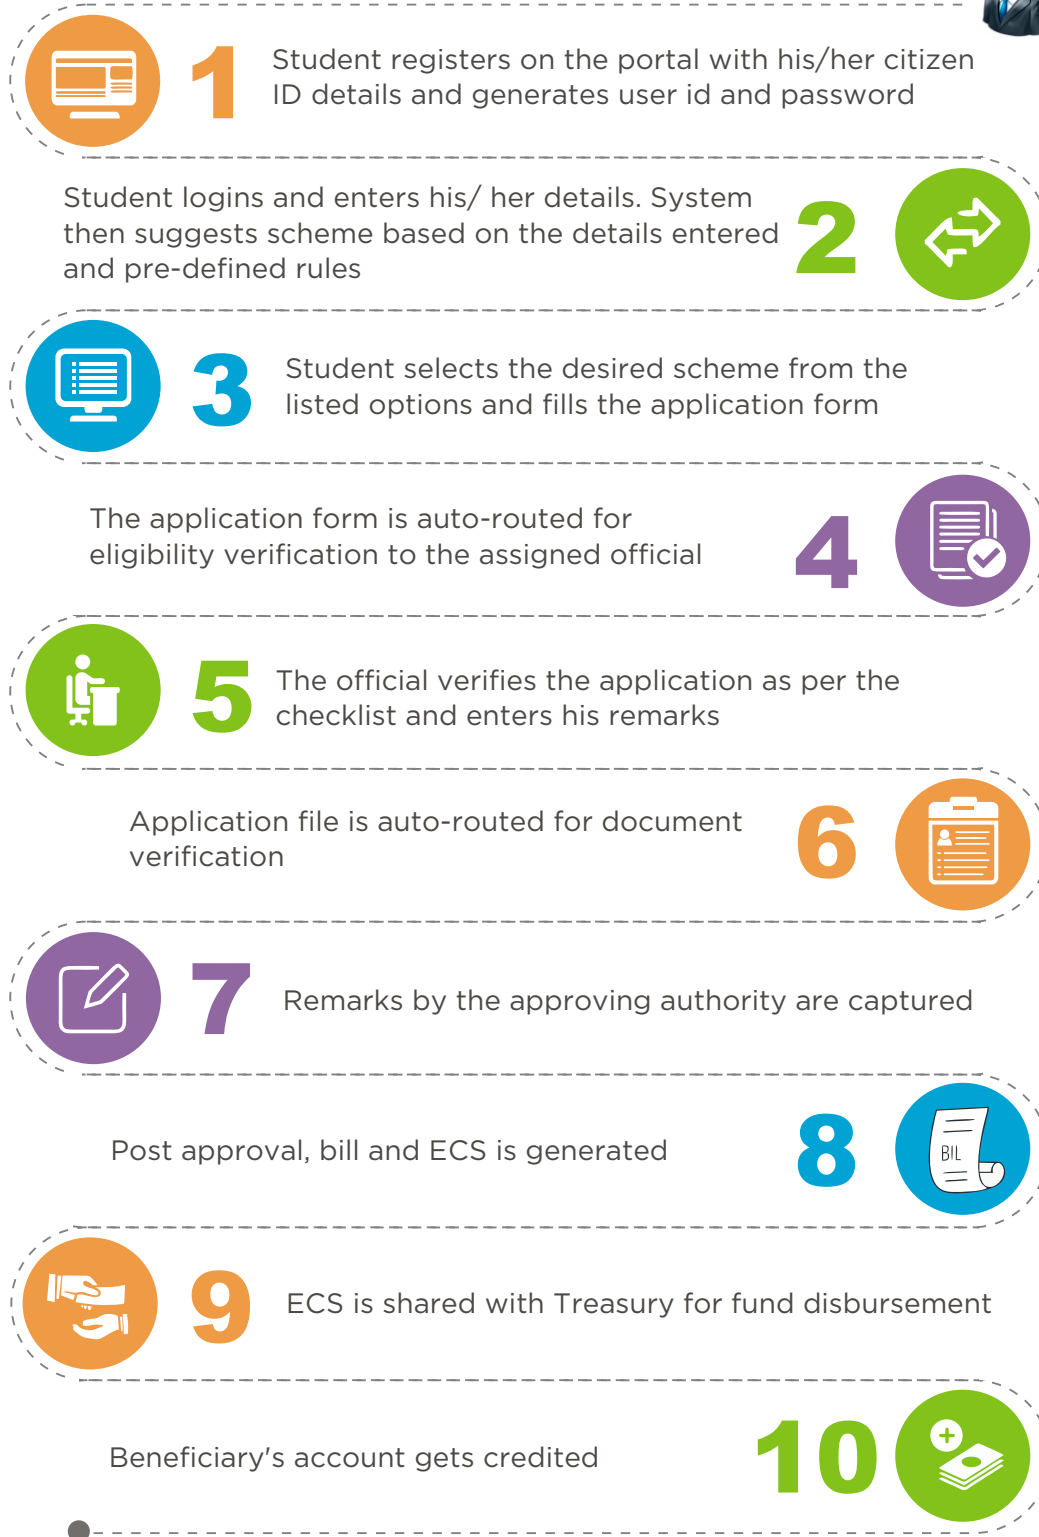 1
Student registers on the portal with his/her citizen
ID details and generates user id and password
Student logins and enters his/ her details. System
then suggests scheme based on the details entered
and pre-defined rules
2
3
Student selects the desired scheme from the
listed options and fills the application form
The application form is auto-routed for
eligibility verification to the assigned official
4
5
The official verifies the application as per the
checklist and enters his remarks
Application file is auto-routed for document
verification
6
7
Remarks by the approving authority are captured
Post approval, bill and ECS is generated
8
BIL
9
ECS is shared with Treasury for fund disbursement
Beneficiary's account gets credited
10